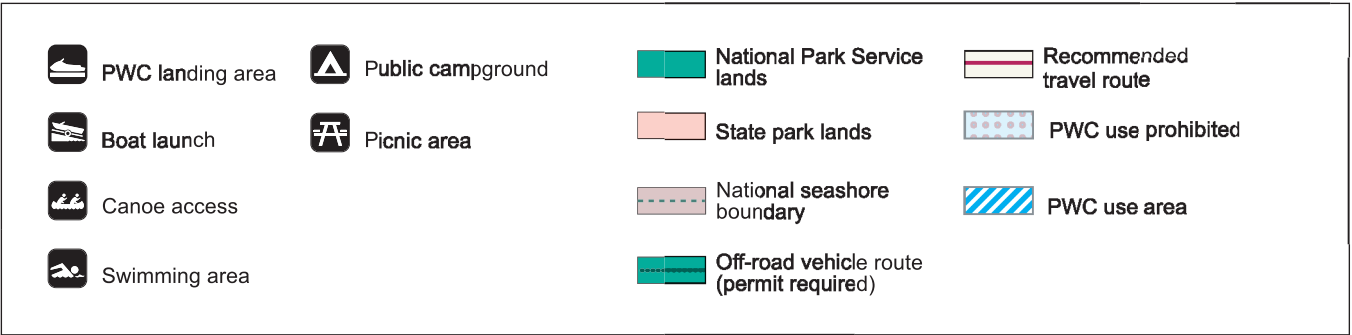 PWC landing area
Boat launch
Canoe access
Swimming area
Public campground
Picnic area
National Park Service
lands
State park lands
National seashore
boundary
Off-road vehicle route
(permit required)
Recommended
travel route
PWC use prohibited
PWC use area